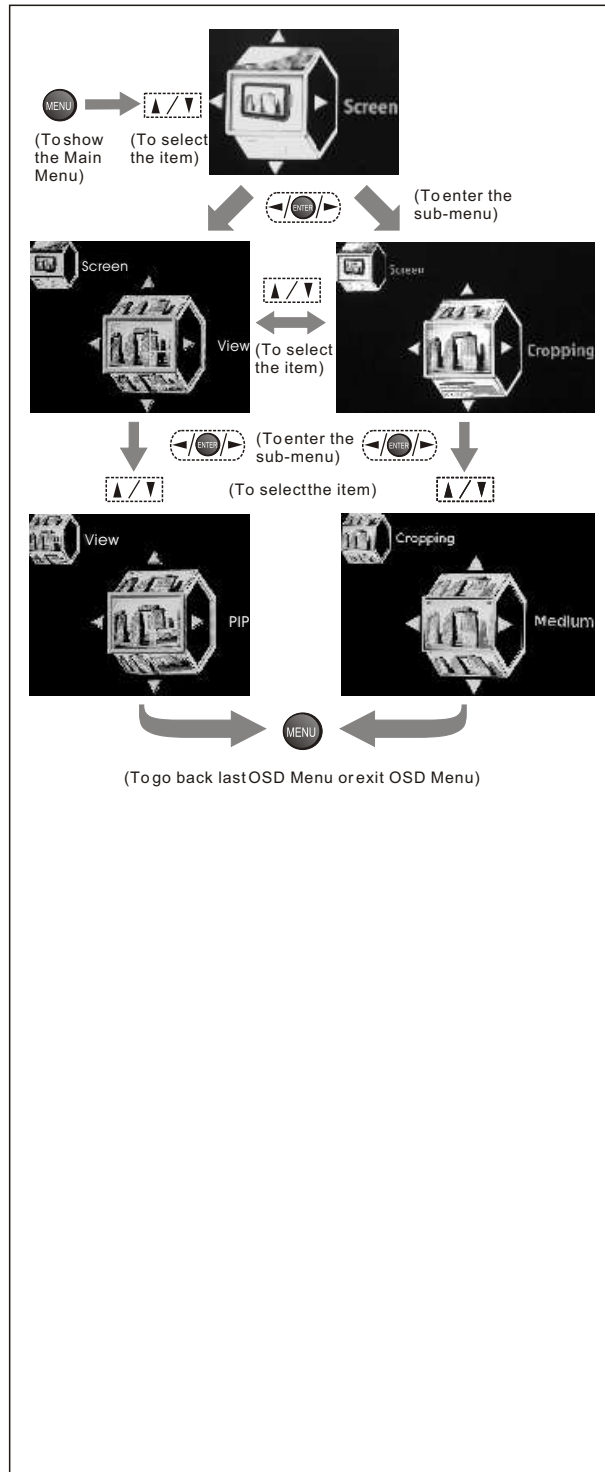 Screen
MENU
(To show
the Main
Menu)
(To select
the item)
ENTER
(To enter the
sub-menu)
Screen
View
(To select
the item)
Screen
Cropping
ENTER
(To enter the
sub-menu)
ENTER
(To select the item)
View
PIP
Cropping
Medium
MENU
(To go back last OSD Menu or exit OSD Menu)